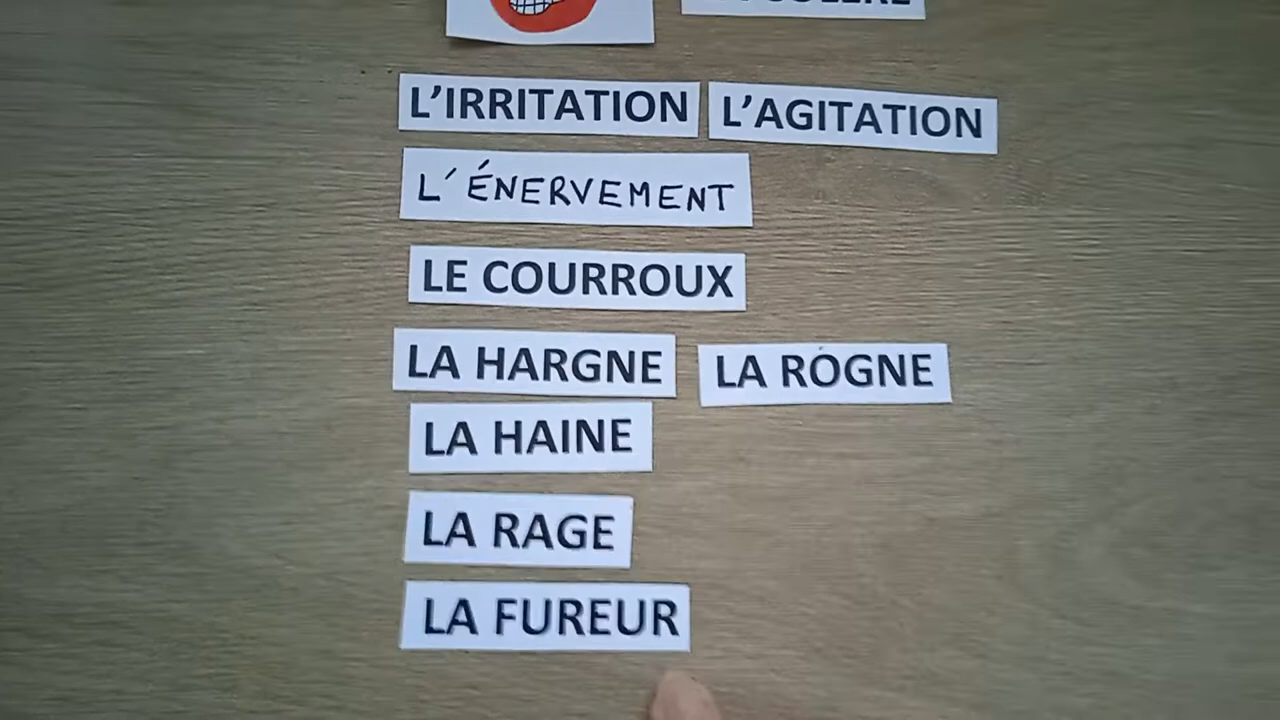 L'IRRITATION L'AGITATION
L'ÉNERVEMENT
LE COURROUX
LA HARGNE LA ROGNE
LA HAINE
LA RAGE
LA FUREUR